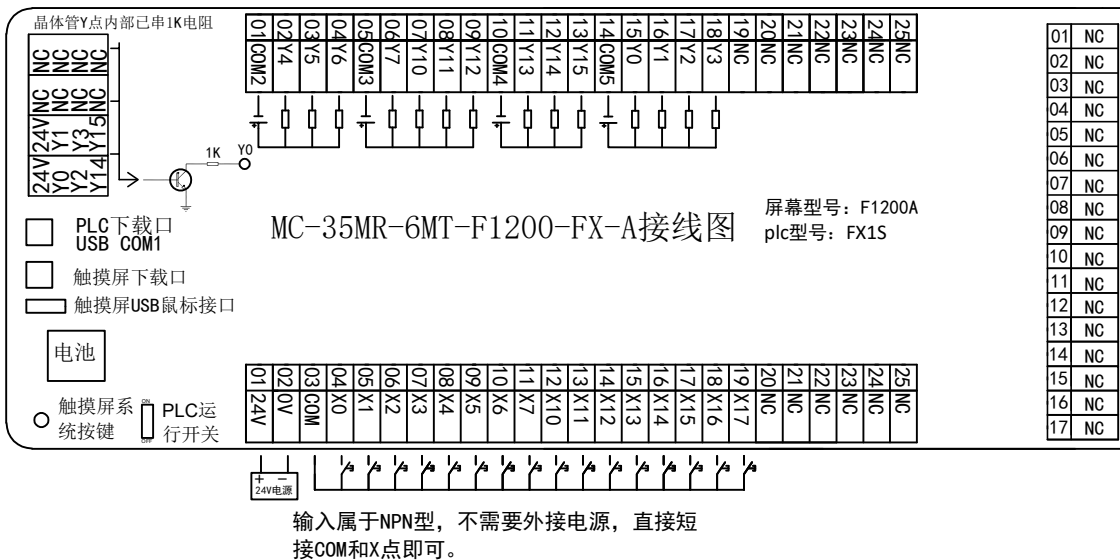 晶体管Y点内部已串1K电阻
NC NC NC NC
NC NC NC NC
24V Y1 Y3 Y15
24V Y0 Y2 Y14
1K
Y0
01 COM2
02 Y4
03 Y5
04 Y6
05 COM3
06 Y7
07 Y10
08 Y11
09 Y12
10 COM4
11 Y13
12 Y14
13 Y15
14 COM5
15 Y0
16 Y1
17 Y2
18 Y3
19 NC
20 NC
21 NC
22 NC
23 NC
24 NC
25 NC
01 NC
02 NC
03 NC
04 NC
05 NC
06 NC
07 NC
08 NC
09 NC
10 NC
11 NC
12 NC
13 NC
14 NC
15 NC
16 NC
17 NC
MC-35MR-6MT-F1200-FX-A接线图
屏幕型号：F1200A
plc型号：FX1S
PLC下载口
USB COM1
触摸屏下载口
触摸屏USB鼠标接口
电池
触摸屏系
统按键
ON
OFF
PLC运
行开关
01 24V
02 0V
03 COM
04 X0
05 X1
06 X2
07 X3
08 X4
09 X5
10 X6
11 X7
12 X10
13 X11
14 X12
15 X13
16 X14
17 X15
18 X16
19 X17
20 NC
21 NC
22 NC
23 NC
24 NC
25 NC
+ −
24V电源
输入属于NPN型，不需要外接电源，直接短
接COM和X点即可。